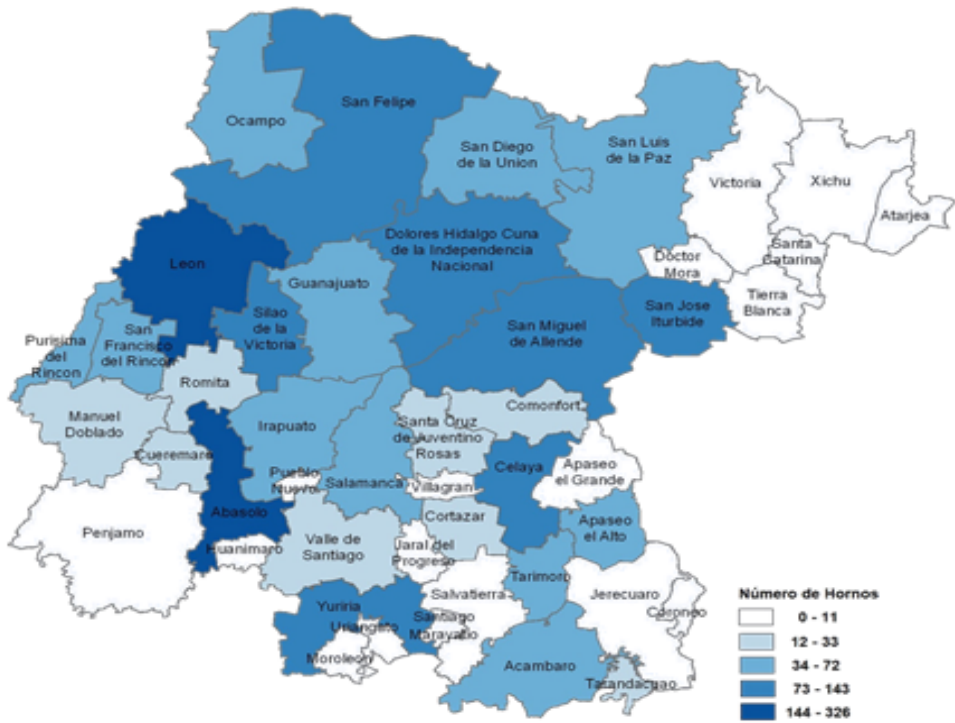 San Felipe
Ocampo
San Diego
de la Union
San Luis
de la Paz
Victoria
Xichu
Atarjea
Santa
Catarina
Doctor
Mora
Tierra
Blanca
Dolores Hidalgo Cuna
de la Independencia
Nacional
Leon
Guanajuato
Silao
de la
Victoria
San Jose
Iturbide
San Miguel
de Allende
Purisima
del
Rincon
San
Francisco
del Rincon
Romita
Manuel
Doblado
Cueremaro
Irapuato
Santa Cruz
de Juventino
Rosas
Comonfort
Celaya
Apaseo
el Grande
Pueblo
Nuevo
Salamanca
Villagran
Penjamo
Abasolo
Huanimaro
Valle de
Santiago
Cortazar
Jaral del
Progreso
Apaseo
el Alto
Tarimoro
Salvatierra
Jerecuaro
Coroneo
Yuriria
Uriangato
Moroleon
Santiago
Maravatio
Acambaro
Tarandacuao
Número de Hornos
0 - 11
12 - 33
34 - 72
73 - 143
144 - 326